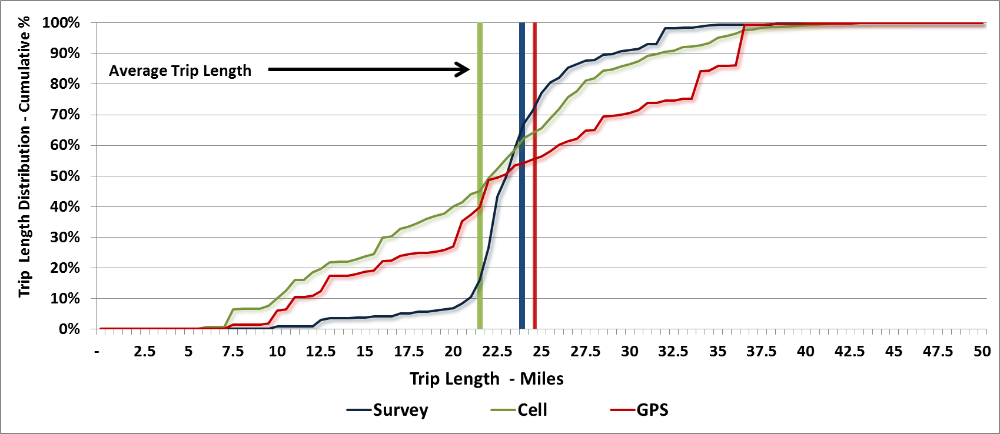 Trip Length Distribution - Cumulative %
100%
90%
80%
70%
60%
50%
40%
30%
20%
10%
0%
Average Trip Length
- 2.5 5 7.5 10 12.5 15 17.5 20 22.5 25 27.5 30 32.5 35 37.5 40 42.5 45 47.5 50
Trip Length - Miles
Survey Cell GPS